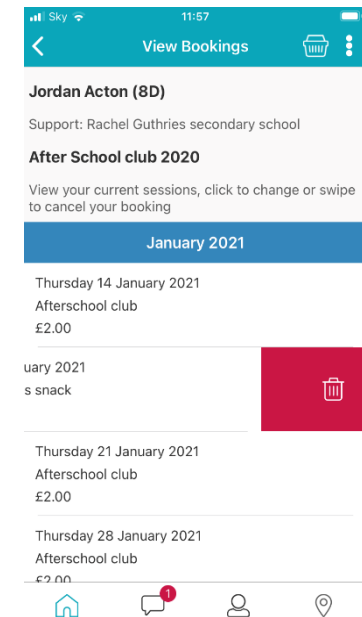 Sky 11:57
View Bookings
Jordan Acton (8D)
Support: Rachel Guthries secondary school
After School club 2020
View your current sessions, click to change or swipe
to cancel your booking
January 2021
Thursday 14 January 2021
Afterschool club
£2.00
uary 2021
s snack
Thursday 21 January 2021
Afterschool club
£2.00
Thursday 28 January 2021
Afterschool club
£2.00
1